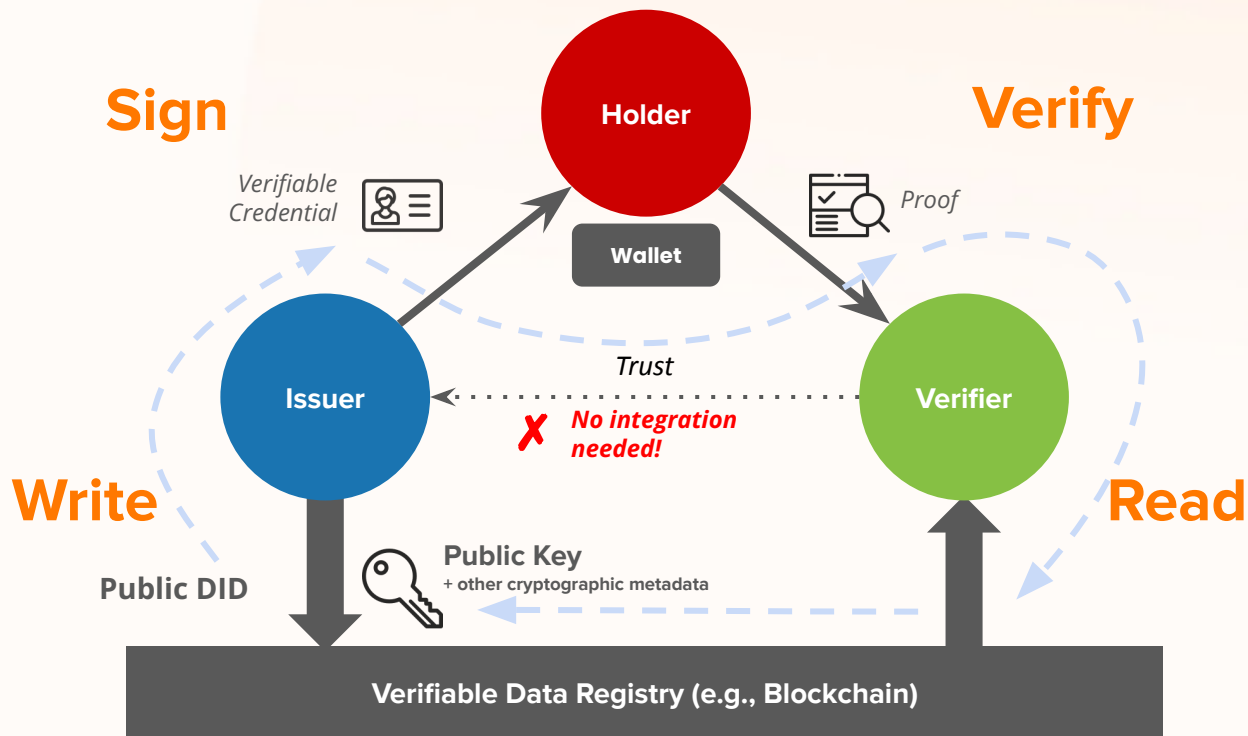 Holder
Sign
Verify
Verifiable
Credential
Proof
Wallet
Trust
Issuer
Verifier
✗ No integration
needed!
Write
Read
Public Key
+ other cryptographic metadata
Public DID
Verifiable Data Registry (e.g., Blockchain)